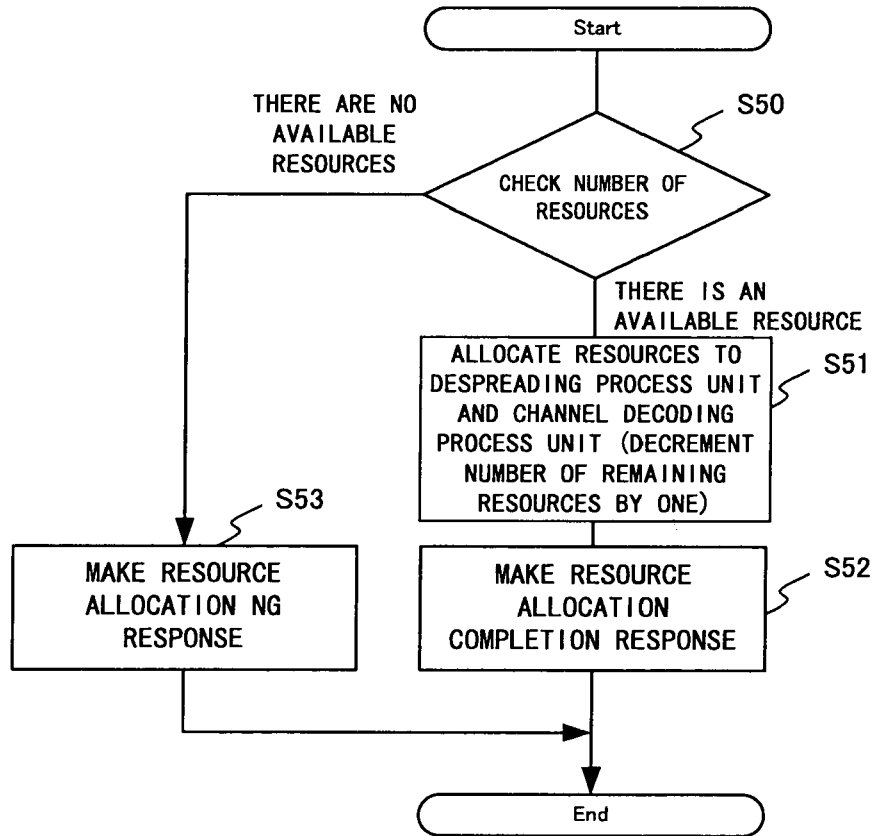 Start
THERE ARE NO
AVAILABLE
RESOURCES
S50
CHECK NUMBER OF
RESOURCES
THERE IS AN
AVAILABLE RESOURCE
ALLOCATE RESOURCES TO
DESPREADING PROCESS UNIT
AND CHANNEL DECODING
PROCESS UNIT (DECREMENT
NUMBER OF REMAINING
RESOURCES BY ONE)
S51
S53
MAKE RESOURCE
ALLOCATION NG
RESPONSE
MAKE RESOURCE
ALLOCATION
COMPLETION RESPONSE
S52
End